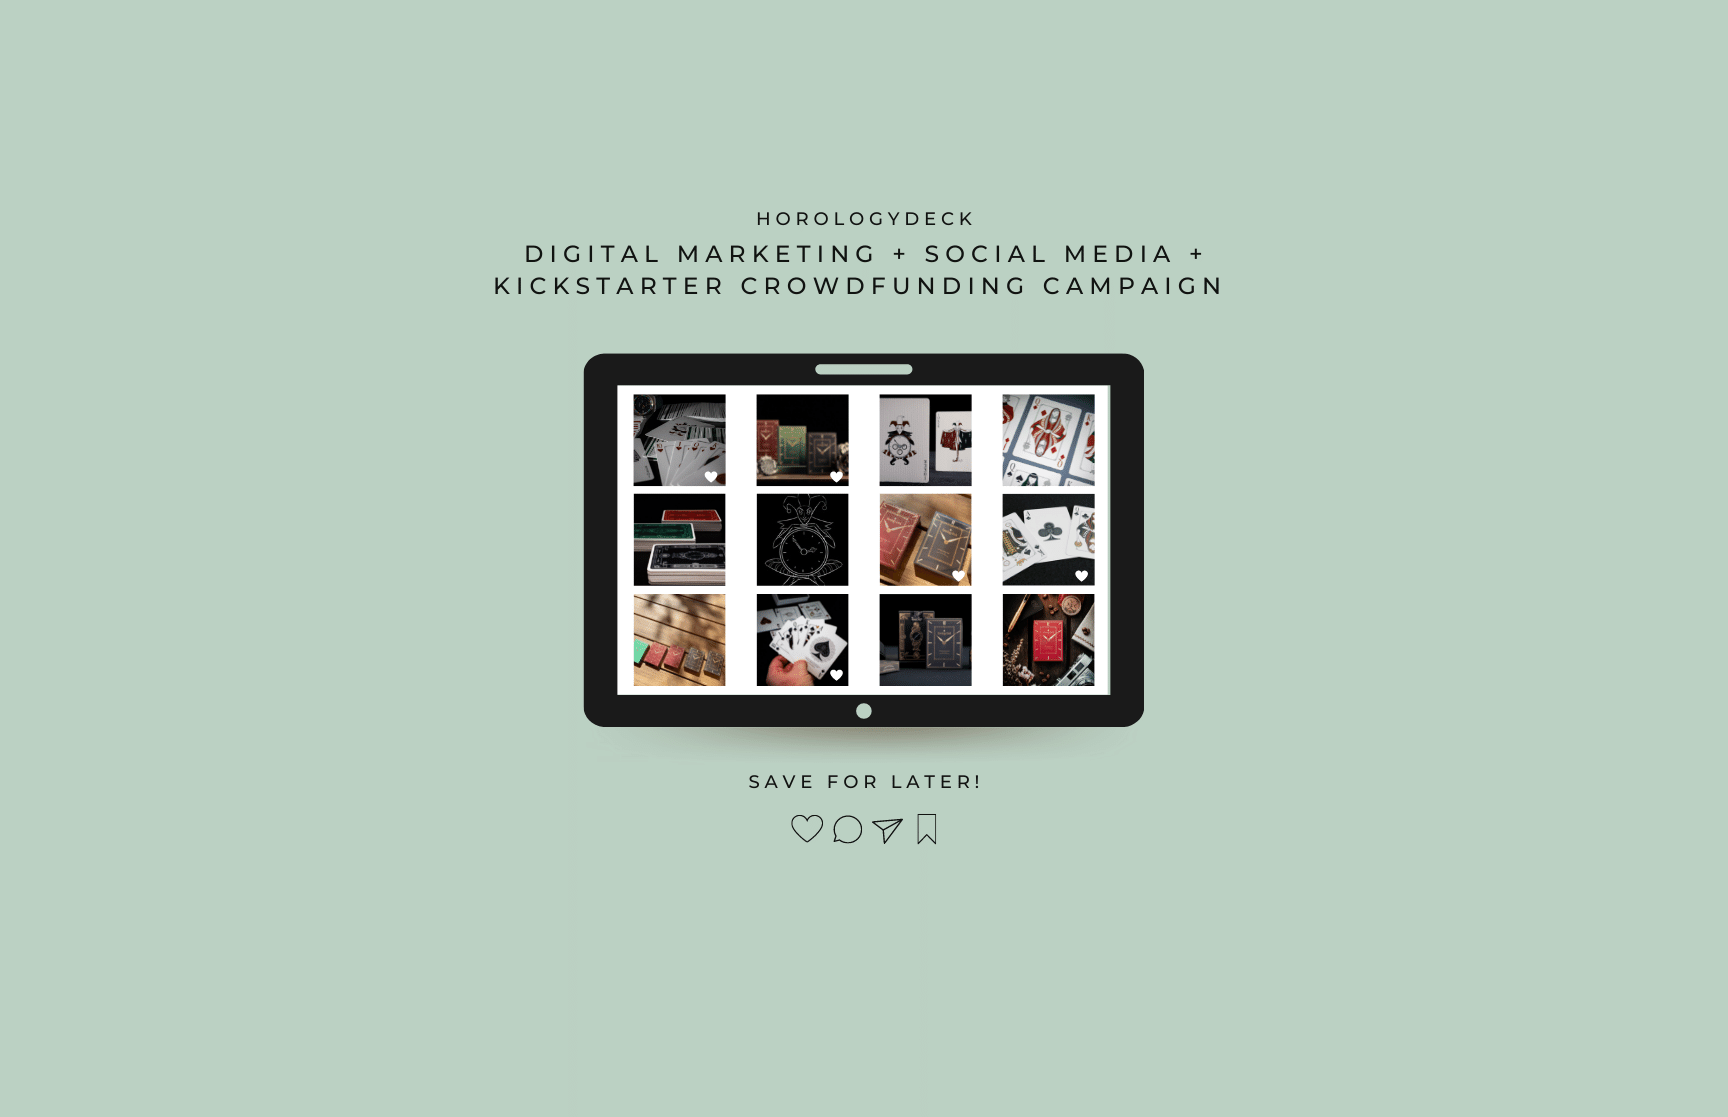 HOROLOGYDECK
DIGITAL MARKETING + SOCIAL MEDIA +
KICKSTARTER CROWDFUNDING CAMPAIGN
SAVE FOR LATER!